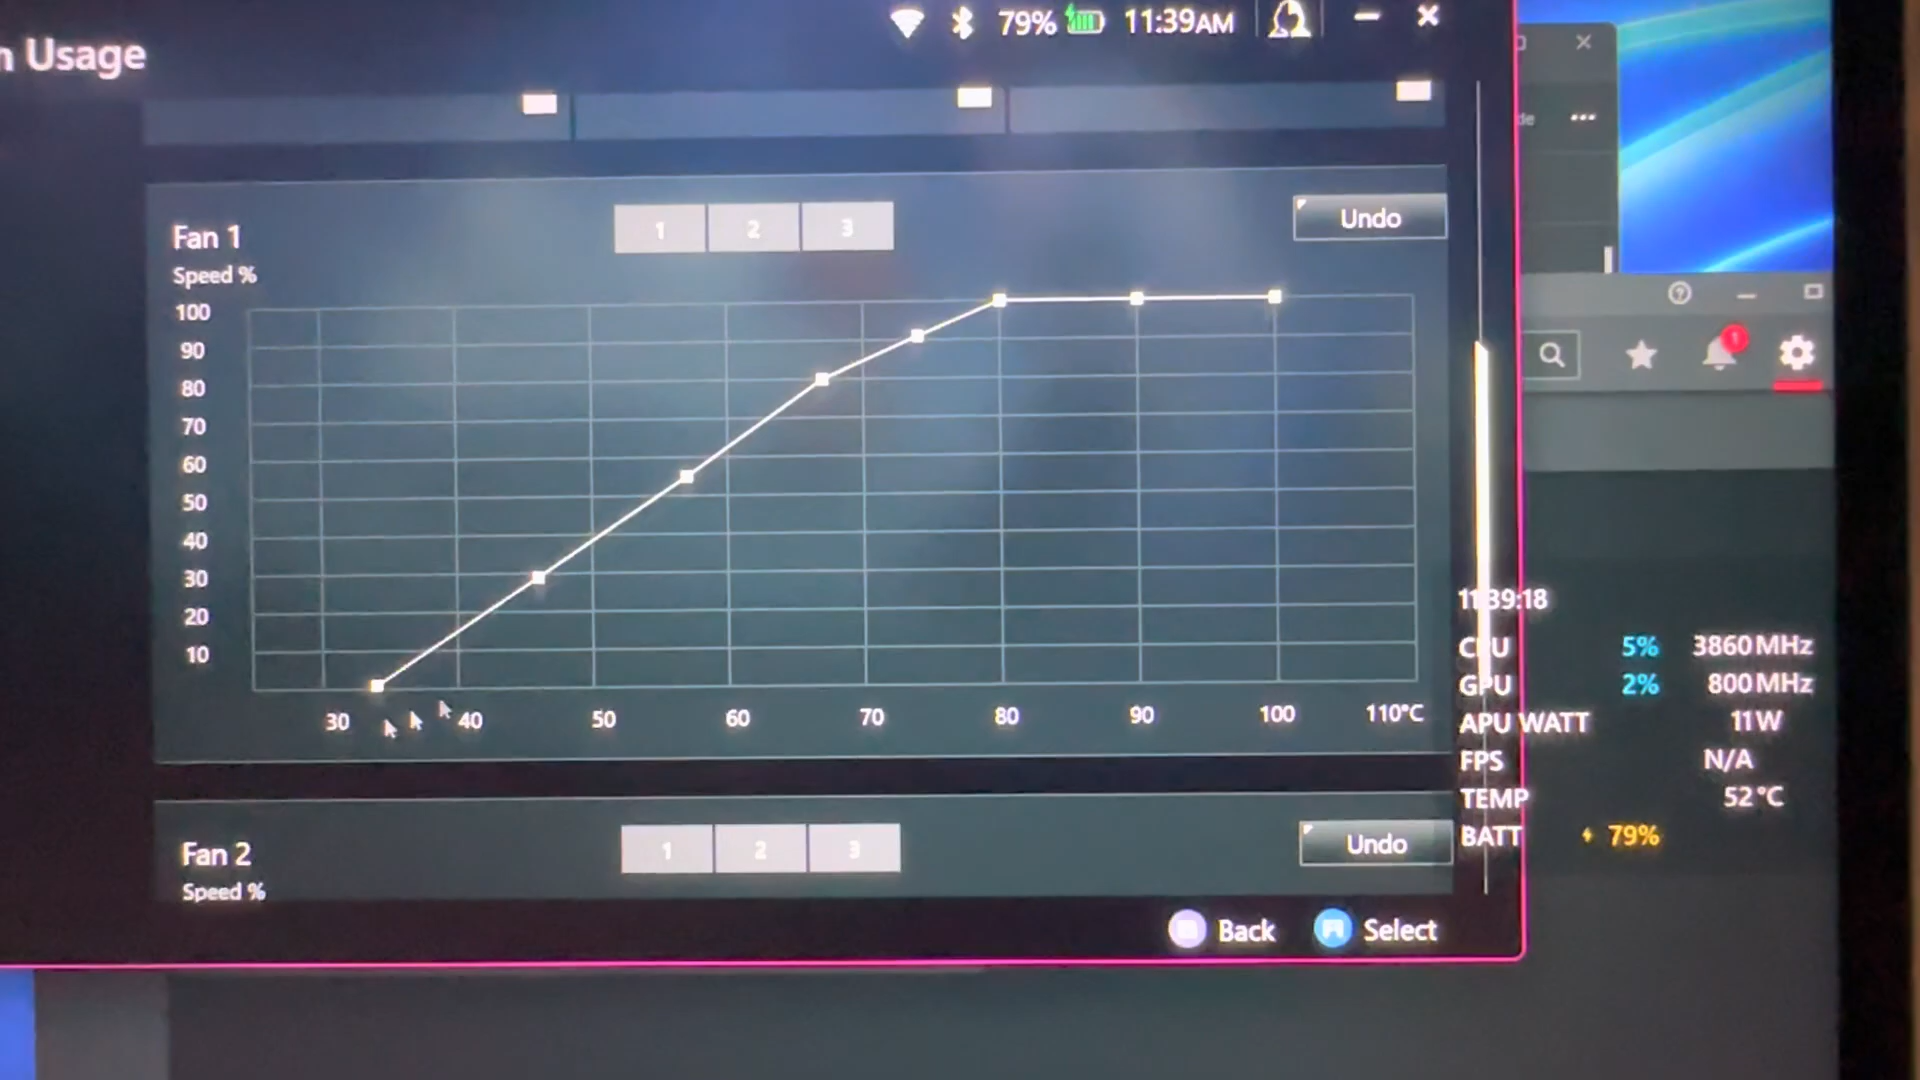 n Usage
79% 11:39AM
de
Fan 1
1 2 3
Undo
Speed %
100
90
80
70
60
50
40
30
20
10
30 40 50 60 70 80 90 100 110°C
Fan 2
1 2 3
Undo
Speed %
Back Select
1
11:39:18
CPU 5% 3860MHz
GPU 2% 800MHz
APU WATT 11W
FPS N/A
TEMP 52°C
BATT 79%